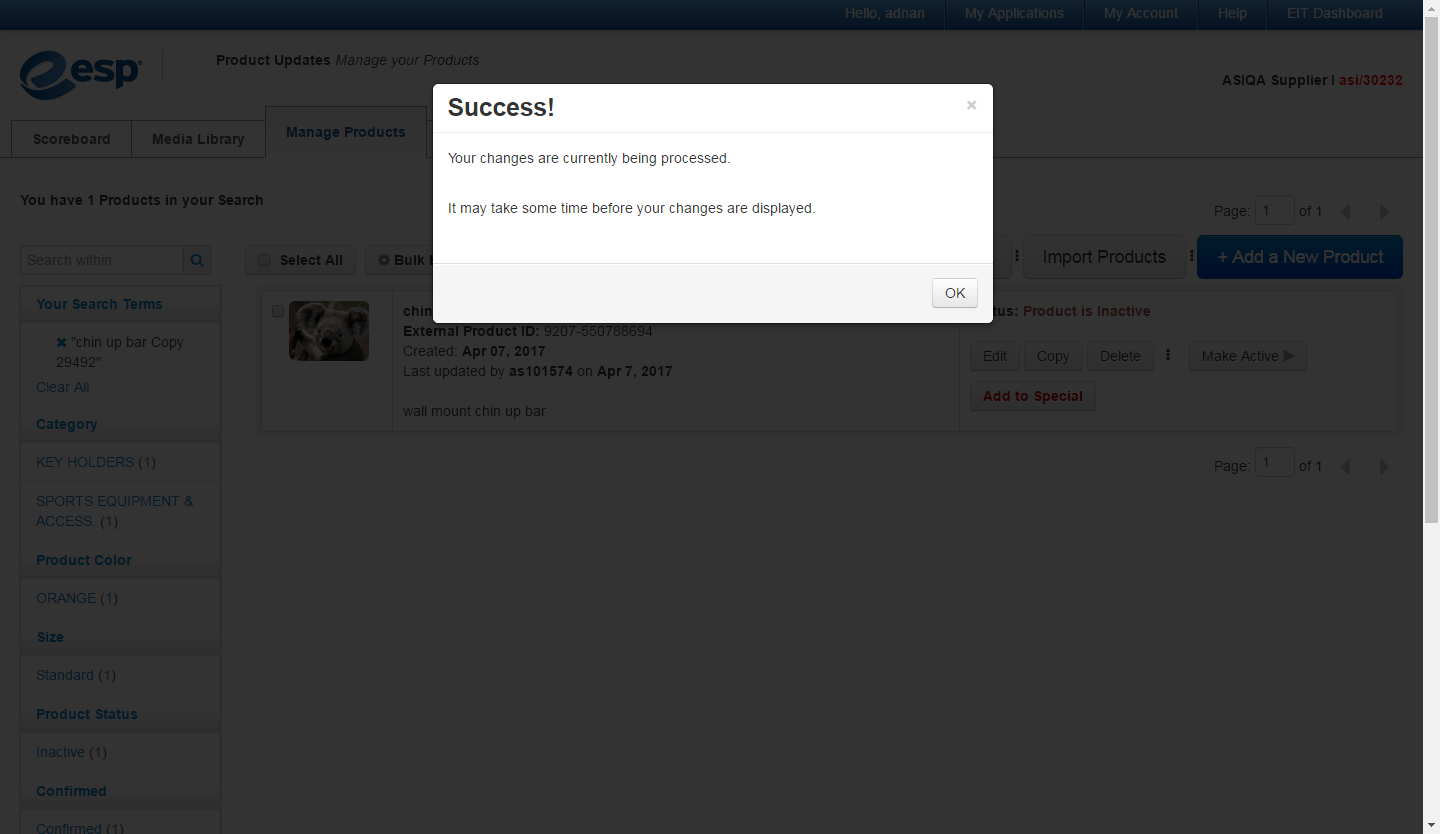 Hello, adnan
My Applications
My Account
Help
EIT Dashboard
esp
Product Updates Manage your Products
ASIQA Supplier | asi/30232
Scoreboard
Media Library
Manage Products
Success!
×
Your changes are currently being processed.
It may take some time before your changes are displayed.
OK
You have 1 Products in your Search
Page: 1 of 1
Search within
Select All
Bulk
Import Products
+ Add a New Product
Your Search Terms
"chin up bar Copy
29492"
Clear All
Category
KEY HOLDERS (1)
SPORTS EQUIPMENT &
ACCESS. (1)
Product Color
ORANGE (1)
Size
Standard (1)
Product Status
Inactive (1)
Confirmed
Confirmed (1)
chin
External Product ID: 9207-550788694
Created: Apr 07, 2017
Last updated by as101574 on Apr 7, 2017
wall mount chin up bar
Product is Inactive
Edit
Copy
Delete
Make Active
Add to Special
Page: 1 of 1